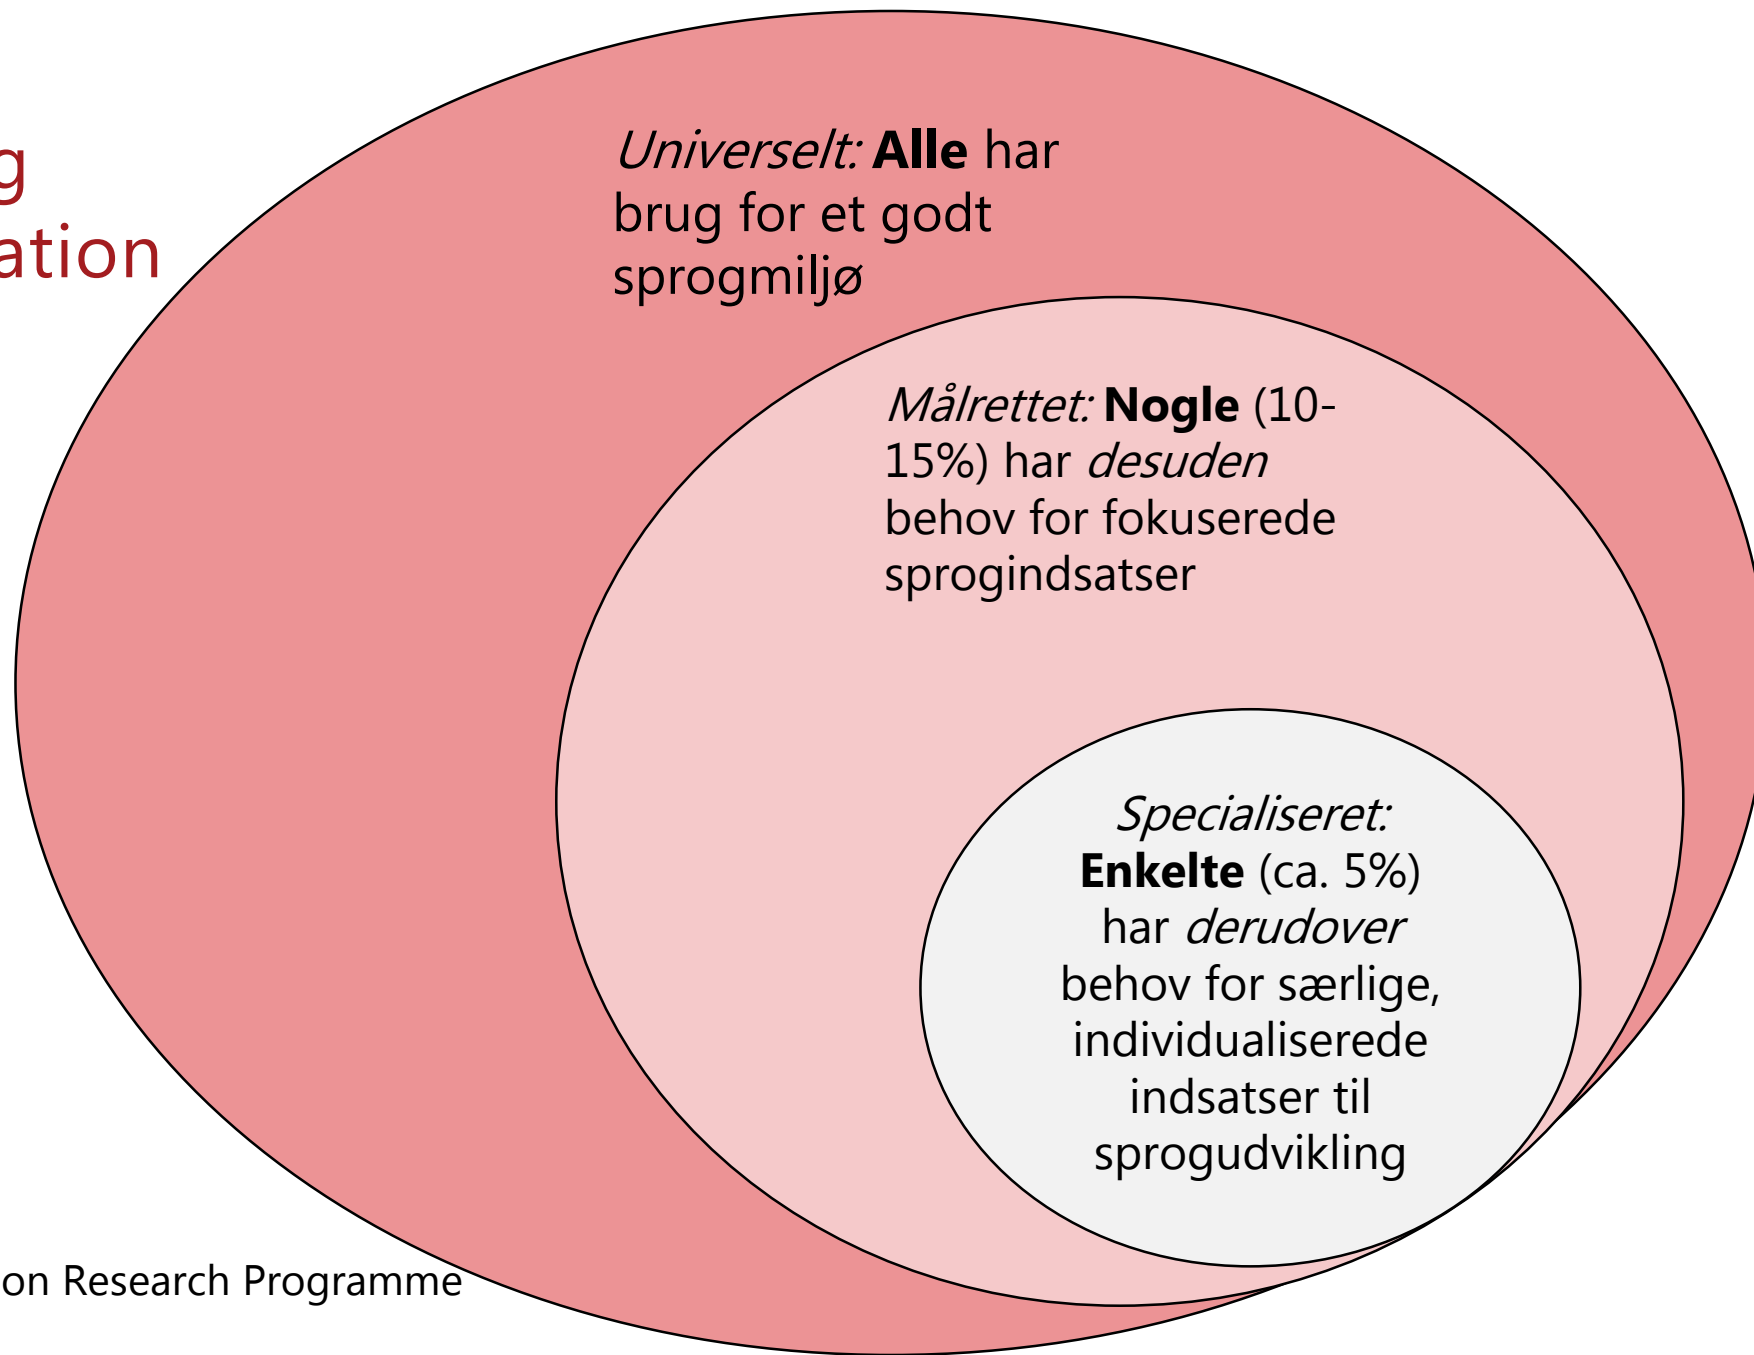 g
ation
Universelt: Alle har
brug for et godt
sprogmiljø
Målrettet: Nogle (10-
15%) har desuden
behov for fokuserede
sprogindsatser
Specialiseret:
Enkelte (ca. 5%)
har derudover
behov for særlige,
individualiserede
indsatser til
sprogudvikling
on Research Programme